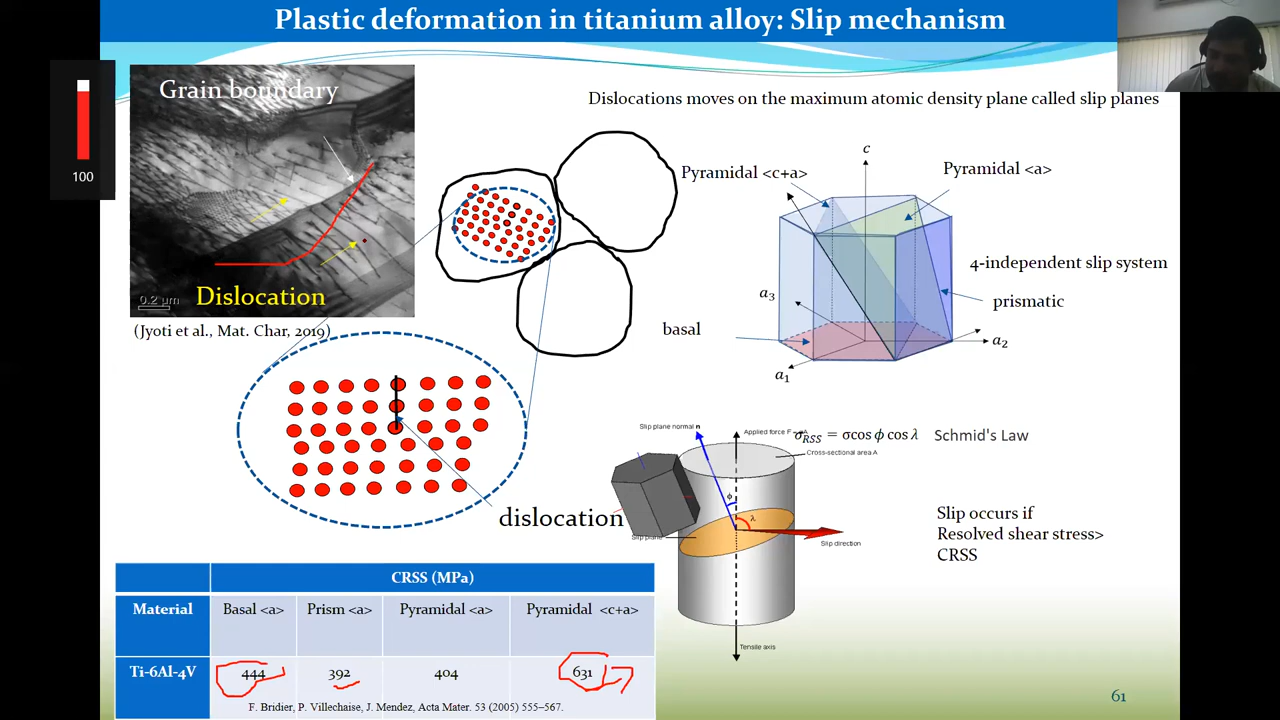 Plastic deformation in titanium alloy: Slip mechanism
100
Grain boundary
0.2 µm
Dislocation
(Jyoti et al., Mat. Char, 2019)
Dislocations moves on the maximum atomic density plane called slip planes
c
Pyramidal <c+a>
Pyramidal <a>
4-independent slip system
prismatic
a3
basal
a2
a1
dislocation
Slip plane normal n
Applied force F
A
σRSS = σcos ϕ cos λ
Schmid's Law
Cross-sectional area A
ϕ
λ
Slip plane
Slip direction
Tensile axis
Slip occurs if
Resolved shear stress>
CRSS
CRSS (MPa)
Material Basal <a> Prism <a> Pyramidal <a> Pyramidal <c+a>
Ti-6Al-4V 444 392 404 631
F. Bridier, P. Villechaise, J. Mendez, Acta Mater. 53 (2005) 555–567.
61